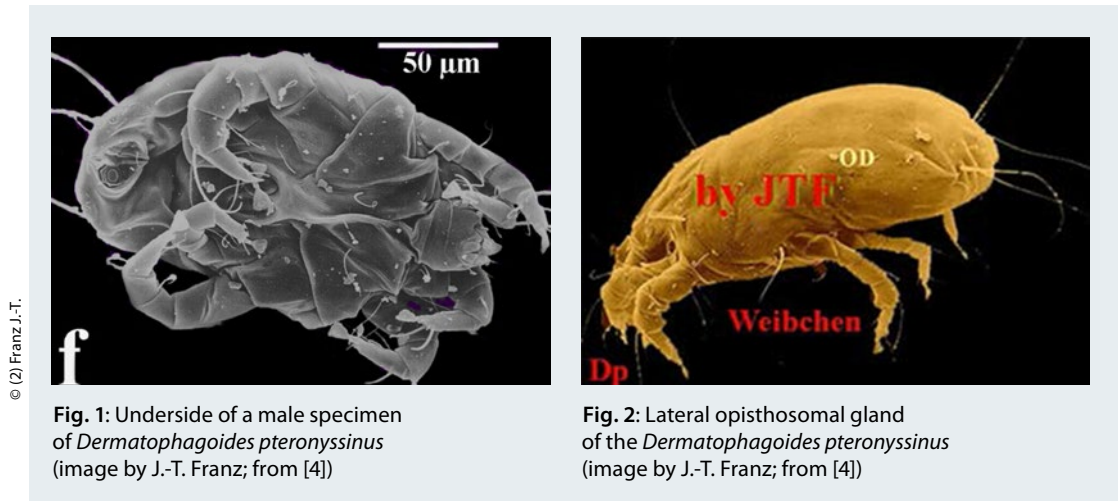 50 µm
f
OD
by JTF
Weibchen
Dp
© (2) Franz J.-T.
Fig. 1: Underside of a male specimen
of Dermatophagoides pteronyssinus
(image by J.-T. Franz; from [4])
Fig. 2: Lateral opisthosomal gland
of the Dermatophagoides pteronyssinus
(image by J.-T. Franz; from [4])